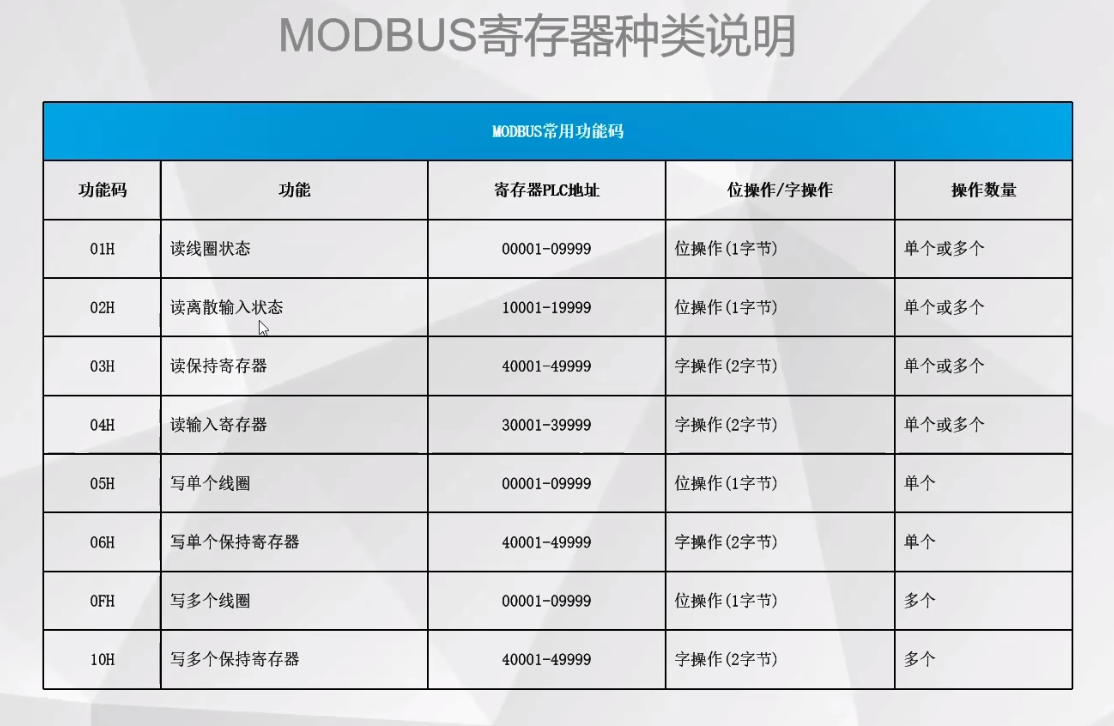 MODBUS寄存器种类说明
MODBUS常用功能码
功能码 功能 寄存器PLC地址 位操作/字操作 操作数量
01H 读线圈状态 00001-09999 位操作(1字节) 单个或多个
02H 读离散输入状态 10001-19999 位操作(1字节) 单个或多个
03H 读保持寄存器 40001-49999 字操作(2字节) 单个或多个
04H 读输入寄存器 30001-39999 字操作(2字节) 单个或多个
05H 写单个线圈 00001-09999 位操作(1字节) 单个
06H 写单个保持寄存器 40001-49999 字操作(2字节) 单个
0FH 写多个线圈 00001-09999 位操作(1字节) 多个
10H 写多个保持寄存器 40001-49999 字操作(2字节) 多个